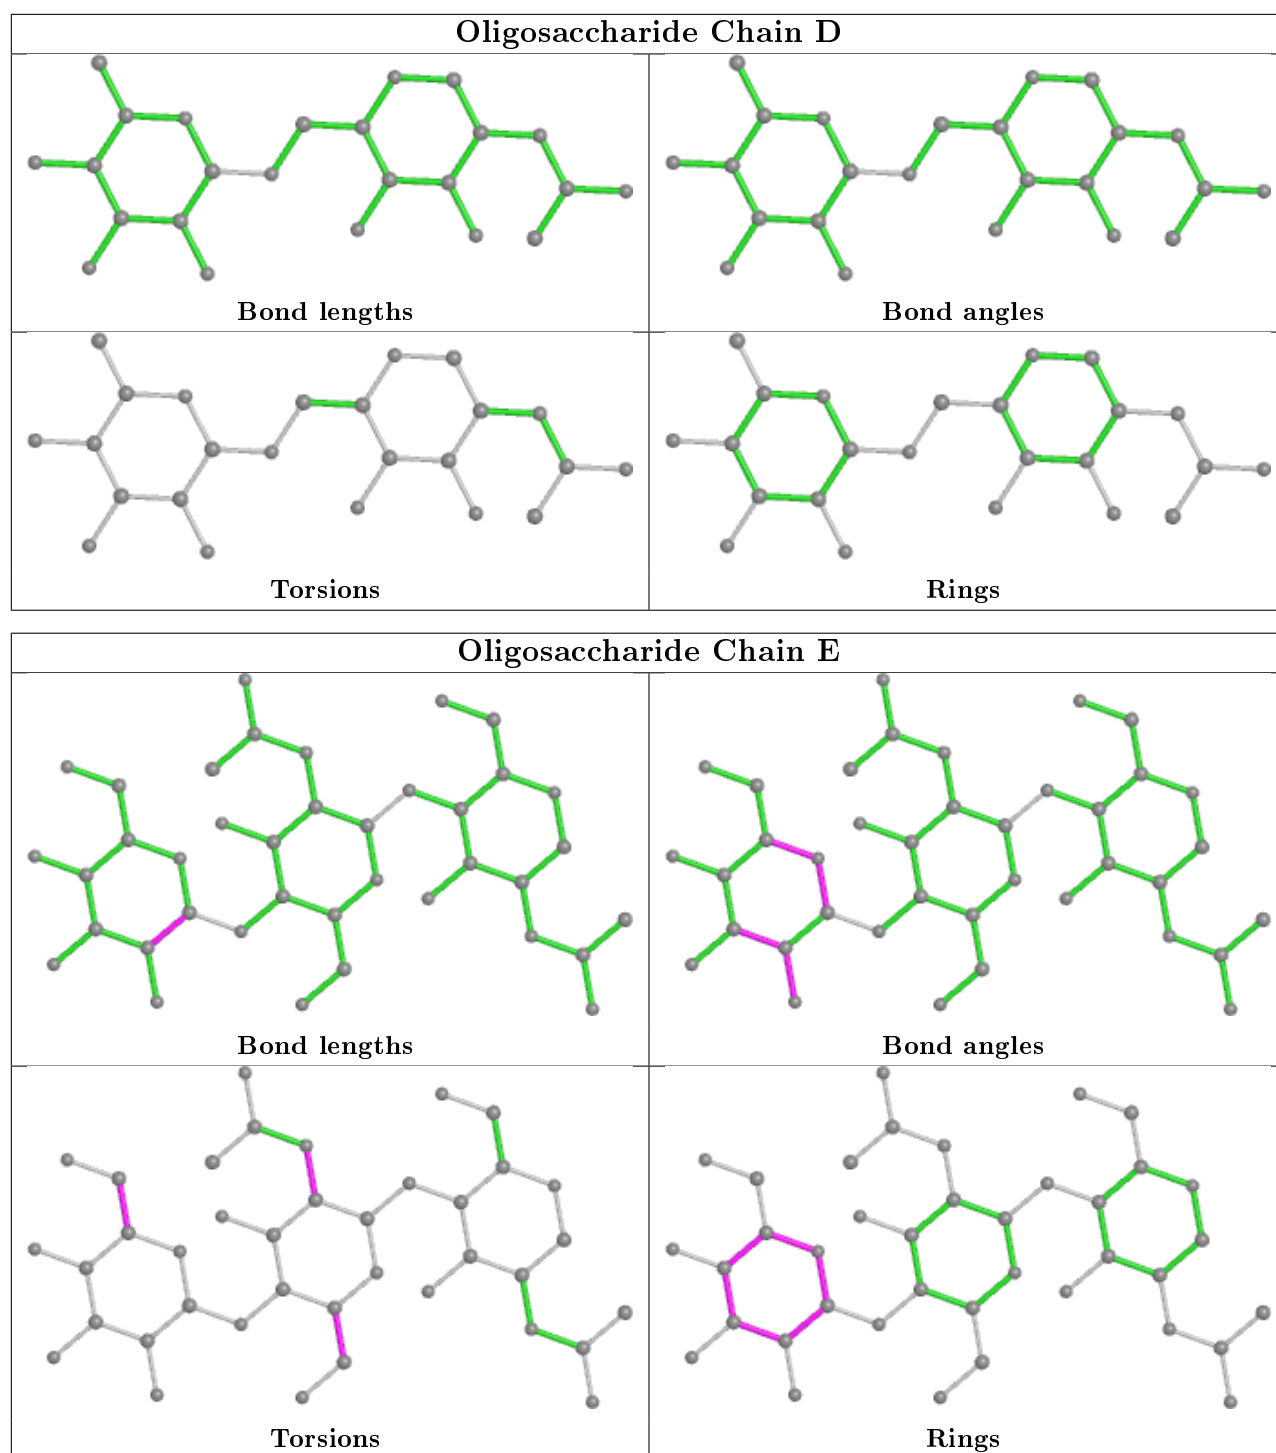 Oligosaccharide Chain D
Bond lengths
Bond angles
Torsions
Rings
Oligosaccharide Chain E
Bond lengths
Bond angles
Torsions
Rings